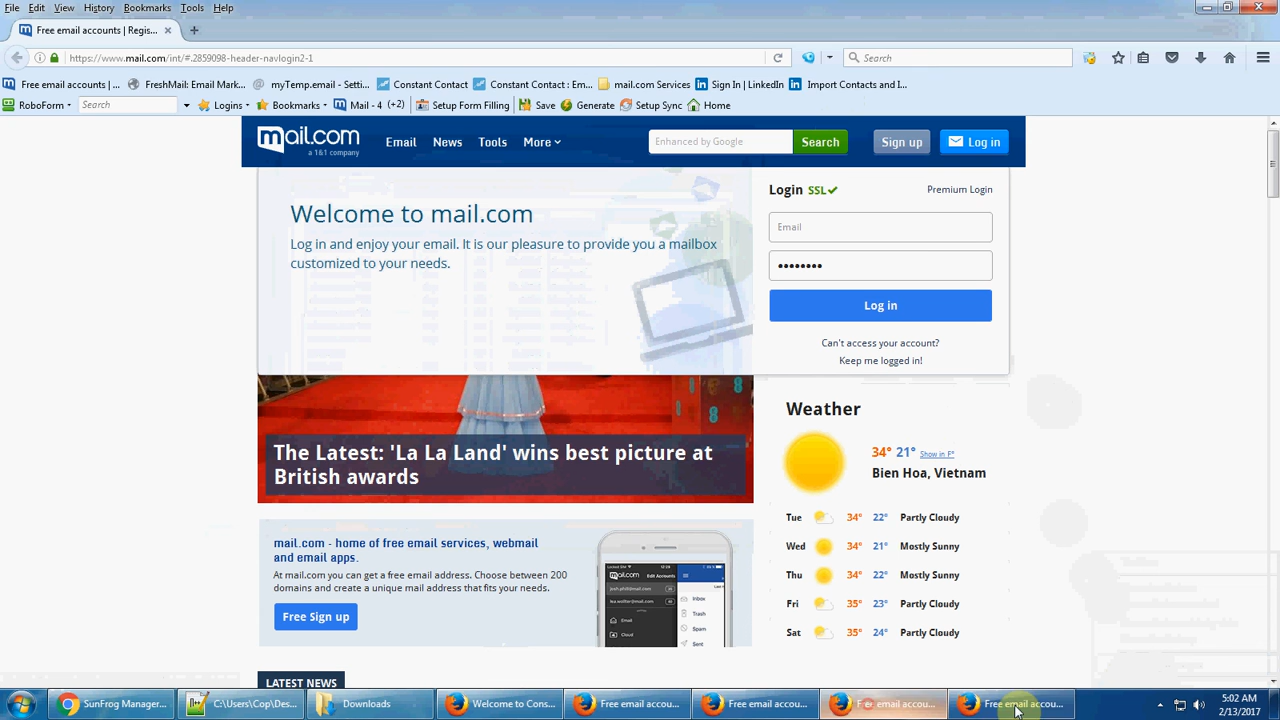 File Edit View History Bookmarks Tools Help
Free email accounts | Regis...
https://www.mail.com/int/#.2859098-header-navlogin2-1
Search
Free email accounts | ... FreshMail: Email Mark... myTemp.email - Setti... Constant Contact Constant Contact : Em... mail.com Services Sign In | LinkedIn Import Contacts and I...
RoboForm Search Logins Bookmarks Mail - 4 (+2) Setup Form Filling Save Generate Setup Sync Home
mail.com
a 1&1 company
Email News Tools More
Enhanced by Google Search
Sign up Log in
Login SSL Premium Login
Welcome to mail.com
Email
Log in and enjoy your email. It is our pleasure to provide you a mailbox
customized to your needs.
Log in
Can't access your account?
Keep me logged in!
The Latest: 'La La Land' wins best picture at
British awards
Weather
34° 21° Show in F°
Bien Hoa, Vietnam
Tue 34° 22° Partly Cloudy
Wed 34° 21° Mostly Sunny
Thu 34° 22° Mostly Sunny
Fri 35° 23° Partly Cloudy
Sat 35° 24° Partly Cloudy
mail.com - home of free email services, webmail
and email apps.
At mail.com you get a free email address. Choose between 200
domains and create the email address that fits your needs.
Free Sign up
mail.com Edit Accounts
Inbox
Trash
Spam
Sent
Email
Cloud
LATEST NEWS
SunFrog Manager... C:\Users\Cop\Des... Downloads Welcome to Cons... Free email accou... Free email accou... Free email accou... Free email accou...
5:02 AM
2/13/2017